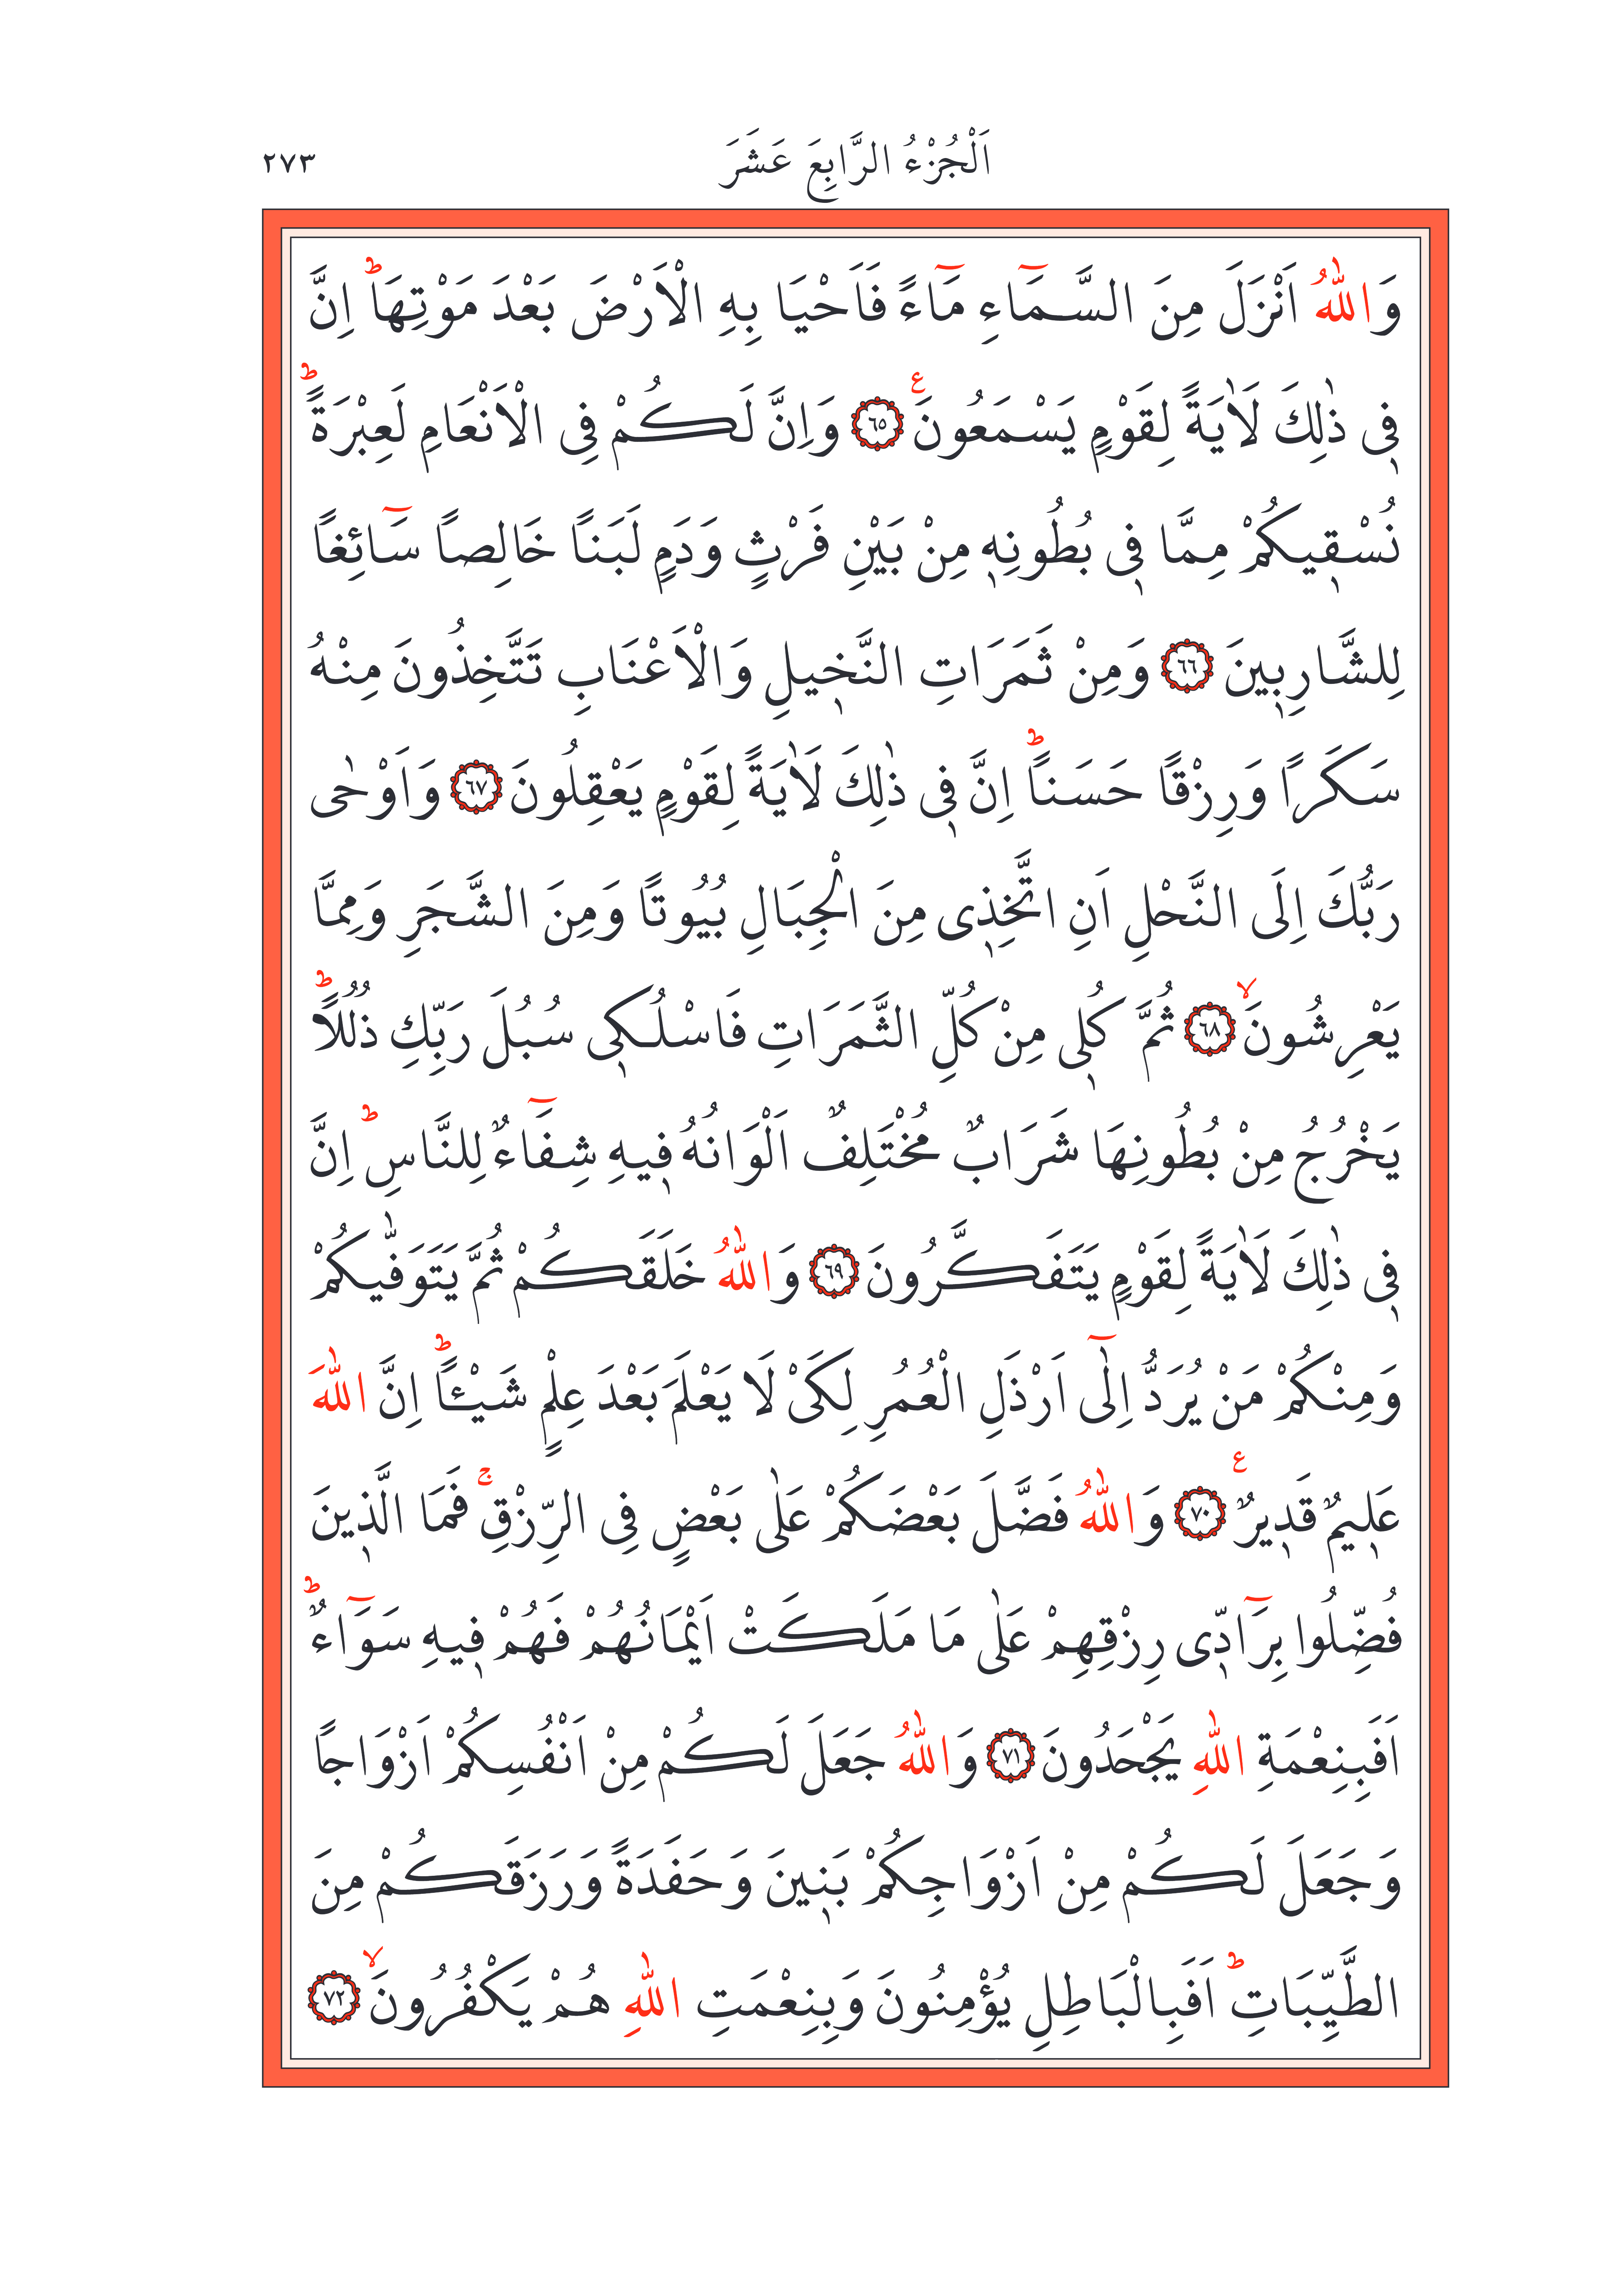 اَلْجُزْءُ الرَّابِعَ عَشَرَ ٢٧٣
وَاللّٰهُ اَنْزَلَ مِنَ السَّمَٓاءِ مَٓاءً فَاَحْيَا بِهِ الْاَرْضَ بَعْدَ مَوْتِهَاۜ اِنَّ
ف۪ي ذٰلِكَ لَاٰيَةً لِقَوْمٍ يَسْمَعُونَ۟ ﴿٦٥﴾ وَاِنَّ لَكُمْ فِي الْاَنْعَامِ لَعِبْرَةًۜ
نُسْق۪يكُمْ مِمَّا ف۪ي بُطُونِه۪ مِنْ بَيْنِ فَرْثٍ وَدَمٍ لَبَنًا خَالِصًا سَٓائِغًا
لِلشَّارِب۪ينَ ﴿٦٦﴾ وَمِنْ ثَمَرَاتِ النَّخ۪يلِ وَالْاَعْنَابِ تَتَّخِذُونَ مِنْهُ
سَكَرًا وَرِزْقًا حَسَنًاۜ اِنَّ ف۪ي ذٰلِكَ لَاٰيَةً لِقَوْمٍ يَعْقِلُونَ ﴿٦٧﴾ وَاَوْحٰى
رَبُّكَ اِلَى النَّحْلِ اَنِ اتَّخِذ۪ي مِنَ الْجِبَالِ بُيُوتًا وَمِنَ الشَّجَرِ وَمِمَّا
يَعْرِشُونَۙ ﴿٦٨﴾ ثُمَّ كُل۪ي مِنْ كُلِّ الثَّمَرَاتِ فَاسْلُك۪ي سُبُلَ رَبِّكِ ذُلُلًاۜ
يَخْرُجُ مِنْ بُطُونِهَا شَرَابٌ مُخْتَلِفٌ اَلْوَانُهُ ف۪يهِ شِفَٓاءٌ لِلنَّاسِۜ اِنَّ
ف۪ي ذٰلِكَ لَاٰيَةً لِقَوْمٍ يَتَفَكَّرُونَ ﴿٦٩﴾ وَاللّٰهُ خَلَقَكُمْ ثُمَّ يَتَوَفّٰيكُمْ
وَمِنْكُمْ مَنْ يُرَدُّ اِلٰٓى اَرْذَلِ الْعُمُرِ لِكَيْ لَا يَعْلَمَ بَعْدَ عِلْمٍ شَيْـًٔاۜ اِنَّ اللّٰهَ
عَل۪يمٌ قَد۪يرٌ۟ ﴿٧٠﴾ وَاللّٰهُ فَضَّلَ بَعْضَكُمْ عَلٰى بَعْضٍ فِي الرِّزْقِۚ فَمَا الَّذ۪ينَ
فُضِّلُوا بِرَٓادّ۪ي رِزْقِهِمْ عَلٰى مَا مَلَكَتْ اَيْمَانُهُمْ فَهُمْ ف۪يهِ سَوَٓاءٌۜ
اَفَبِنِعْمَةِ اللّٰهِ يَجْحَدُونَ ﴿٧١﴾ وَاللّٰهُ جَعَلَ لَكُمْ مِنْ اَنْفُسِكُمْ اَزْوَاجًا
وَجَعَلَ لَكُمْ مِنْ اَزْوَاجِكُمْ بَن۪ينَ وَحَفَدَةً وَرَزَقَكُمْ مِنَ
الطَّيِّبَاتِۜ اَفَبِالْبَاطِلِ يُؤْمِنُونَ وَبِنِعْمَتِ اللّٰهِ هُمْ يَكْفُرُونَۙ ﴿٧٢﴾